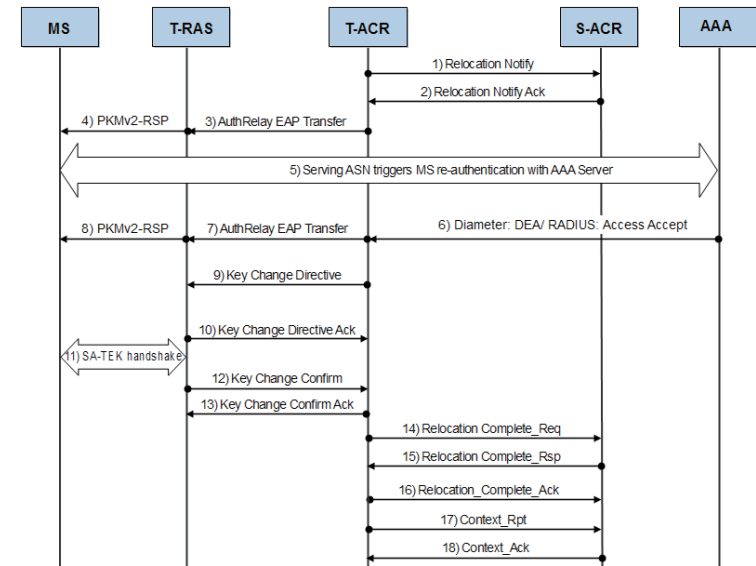 MS
T-RAS
T-ACR
S-ACR
AAA
1) Relocation Notify
2) Relocation Notify Ack
4) PKMv2-RSP
3) AuthRelay EAP Transfer
5) Serving ASN triggers MS re-authentication with AAA Server
8) PKMv2-RSP
7) AuthRelay EAP Transfer
6) Diameter: DEA/ RADIUS: Access Accept
9) Key Change Directive
10) Key Change Directive Ack
11) SA-TEK handshake
12) Key Change Confirm
13) Key Change Confirm Ack
14) Relocation Complete_Req
15) Relocation Complete_Rsp
16) Relocation_Complete_Ack
17) Context_Rpt
18) Context_Ack